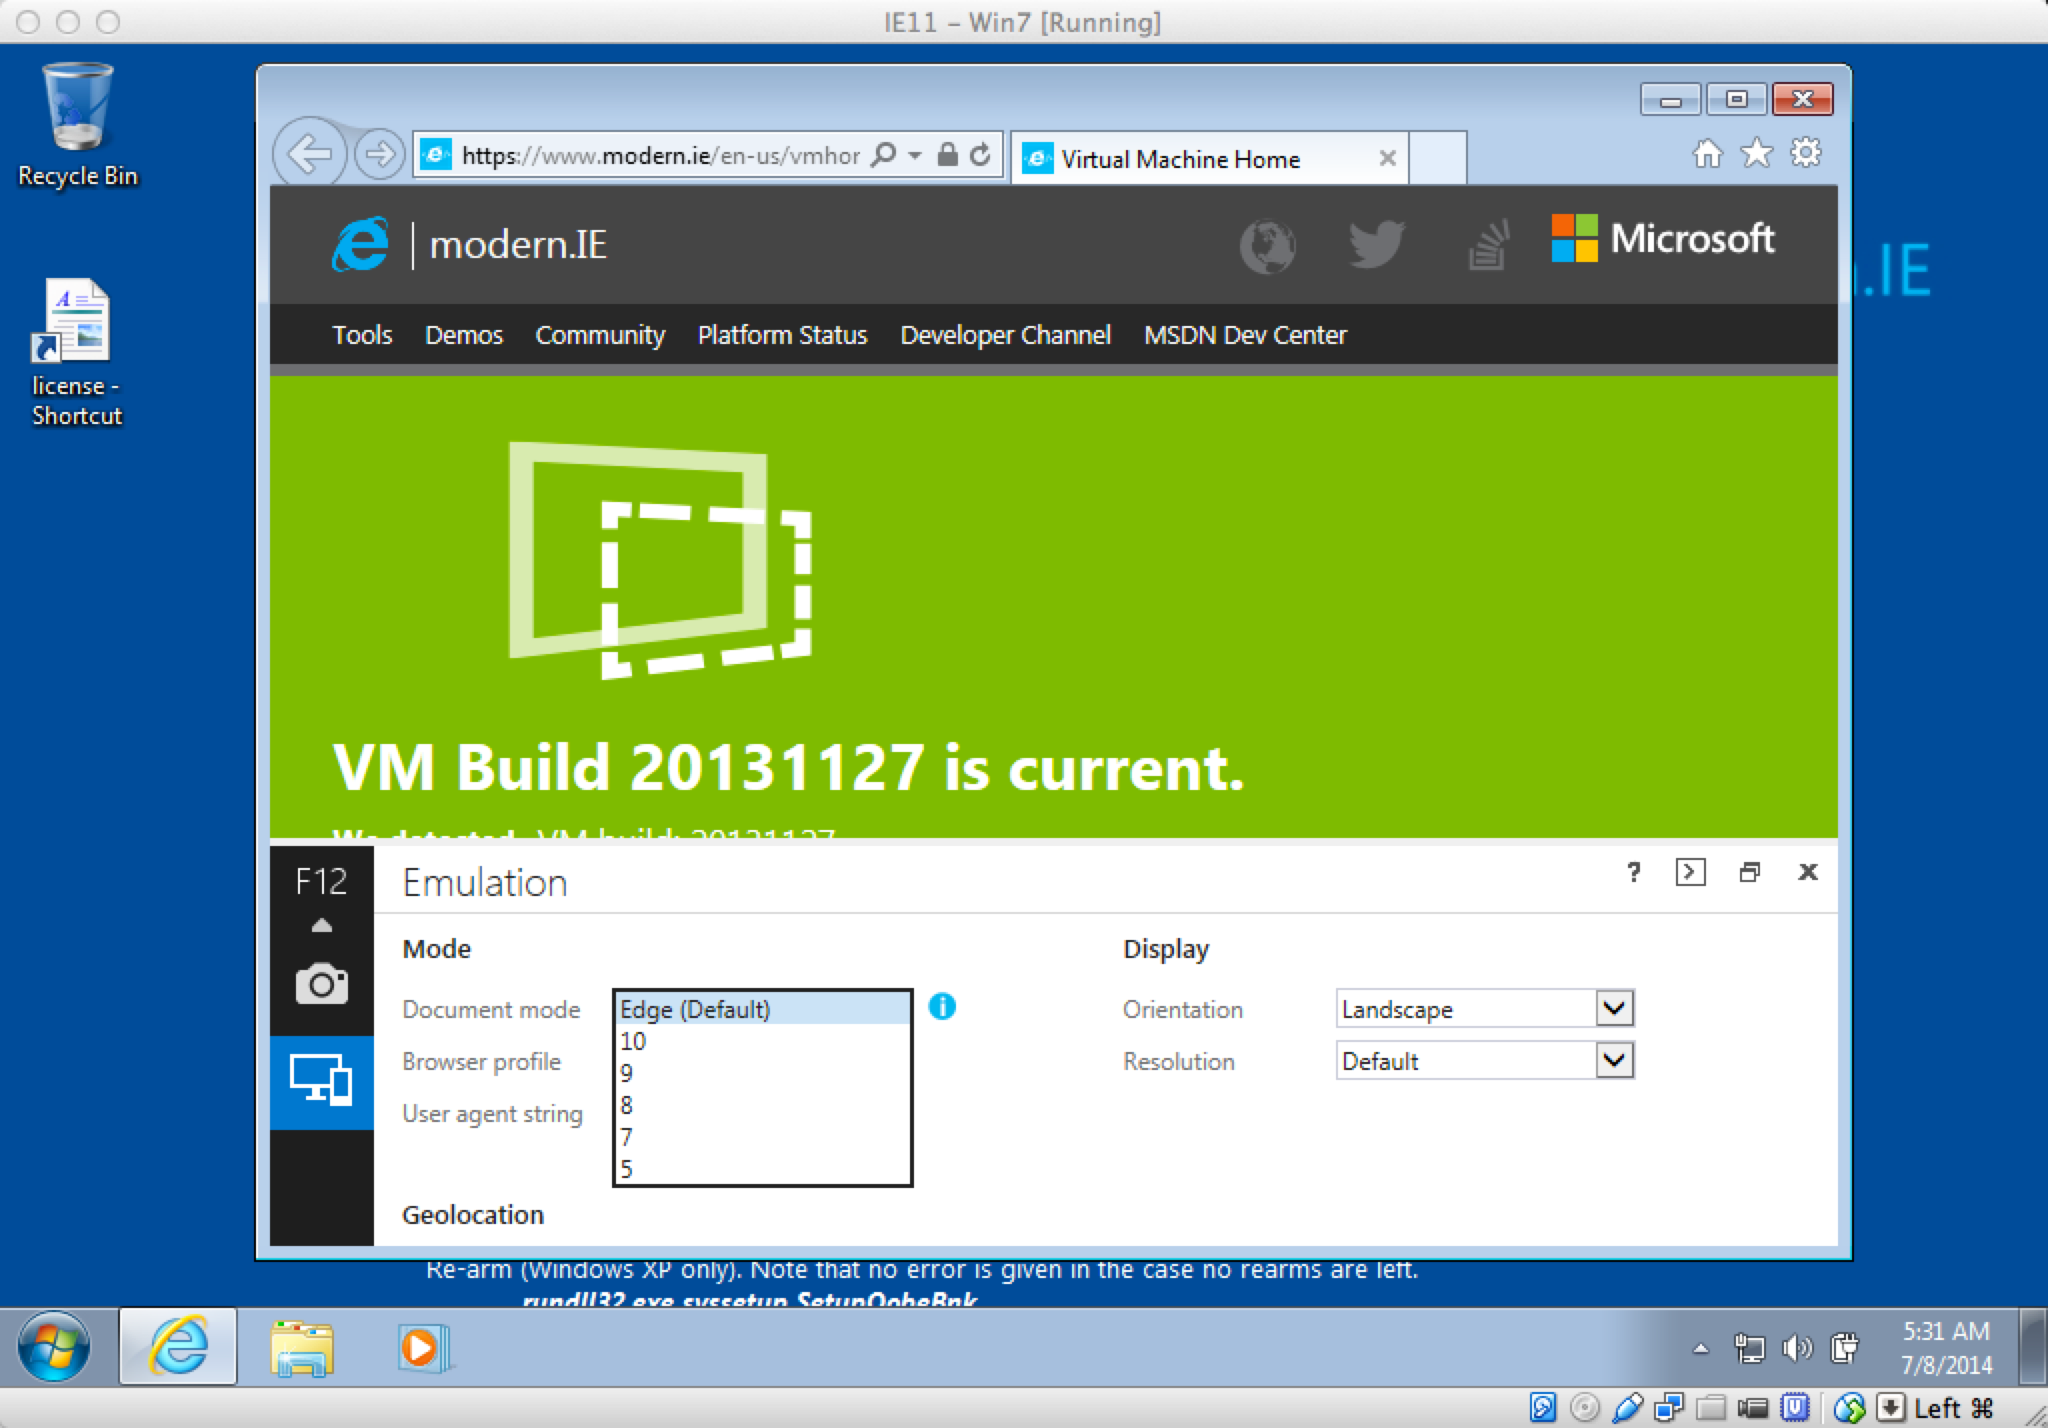 IE11 – Win7 [Running]
Recycle Bin
license -
Shortcut
https://www.modern.ie/en-us/vmhor
Virtual Machine Home
modern.IE
Microsoft
.IE
Tools Demos Community Platform Status Developer Channel MSDN Dev Center
VM Build 20131127 is current.
We detected VM build: 20131127
F12
Emulation
?
Mode
Display
Document mode
Edge (Default)
10
9
8
7
5
Orientation
Landscape
Browser profile
Resolution
Default
User agent string
Geolocation
Re-arm (Windows XP only). Note that no error is given in the case no rearms are left.
rundll32.exe syssetup,SetupOobeBnk
5:31 AM
7/8/2014
Left ⌘